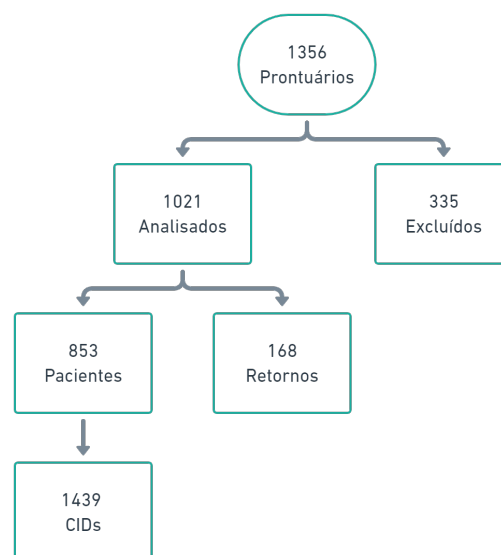 1356
Prontuários
1021
Analisados
335
Excluídos
853
Pacientes
168
Retornos
1439
CIDs